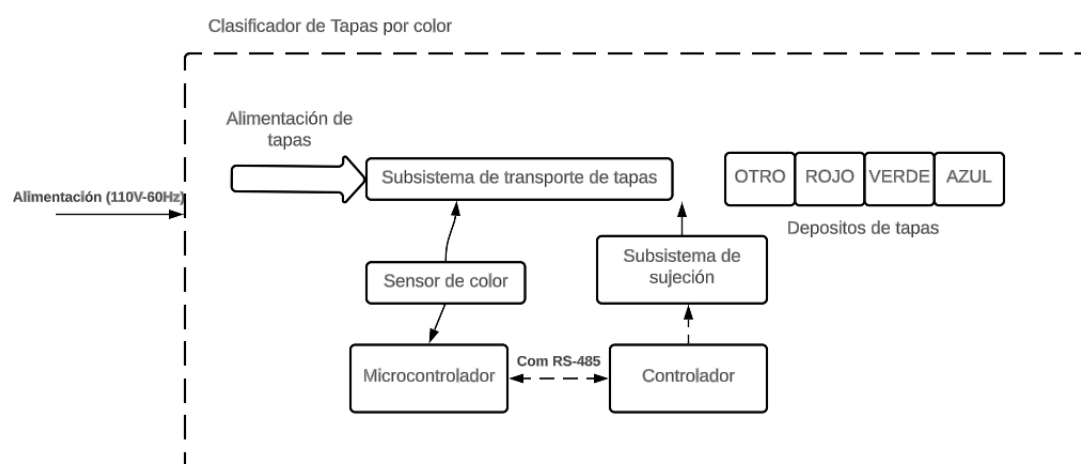 Clasificador de Tapas por color
Alimentación de
tapas
Alimentación (110V-60Hz)
Subsistema de transporte de tapas
OTRO
ROJO
VERDE
AZUL
Depositos de tapas
Subsistema de
sujeción
Sensor de color
Com RS-485
Microcontrolador
Controlador